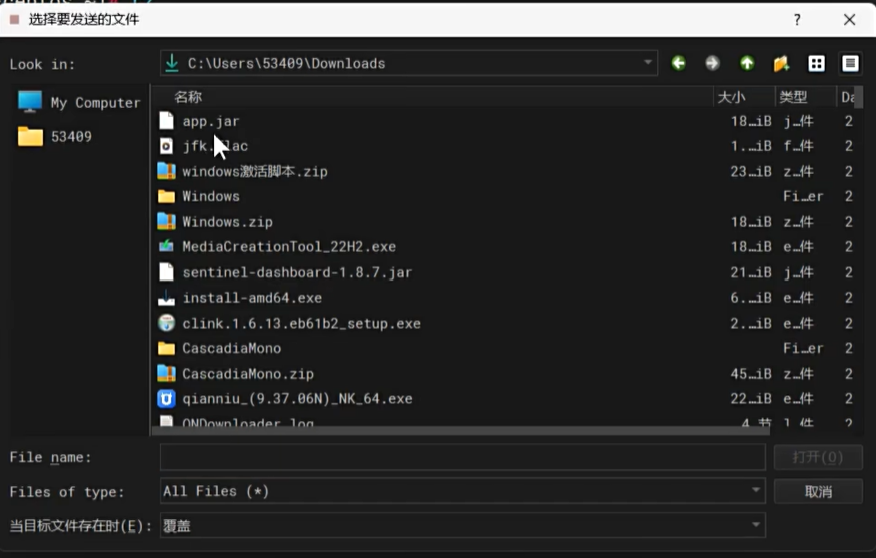 选择要发送的文件 ?
Look in: C:\Users\53409\Downloads
My Computer
53409
名称 大小 类型 Da
app.jar 18…iB j…件 2
jfk. lac 1.…iB f…件 2
windows激活脚本.zip 23…iB z…件 2
Windows Fi…er 2
Windows.zip 18…iB z…件 2
MediaCreationTool_22H2.exe 18…iB e…件 2
sentinel-dashboard-1.8.7.jar 21…iB j…件 2
install-amd64.exe 6.…iB e…件 2
clink.1.6.13.eb61b2_setup.exe 2.…iB e…件 2
CascadiaMono Fi…er 2
CascadiaMono.zip 45…iB z…件 2
qianniu_(9.37.06N)_NK_64.exe 22…iB e…件 2
QNDownloader.log 4 节 l 件 2
File name: 打开(O)
Files of type: All Files (*) 取消
当目标文件存在时(E): 覆盖